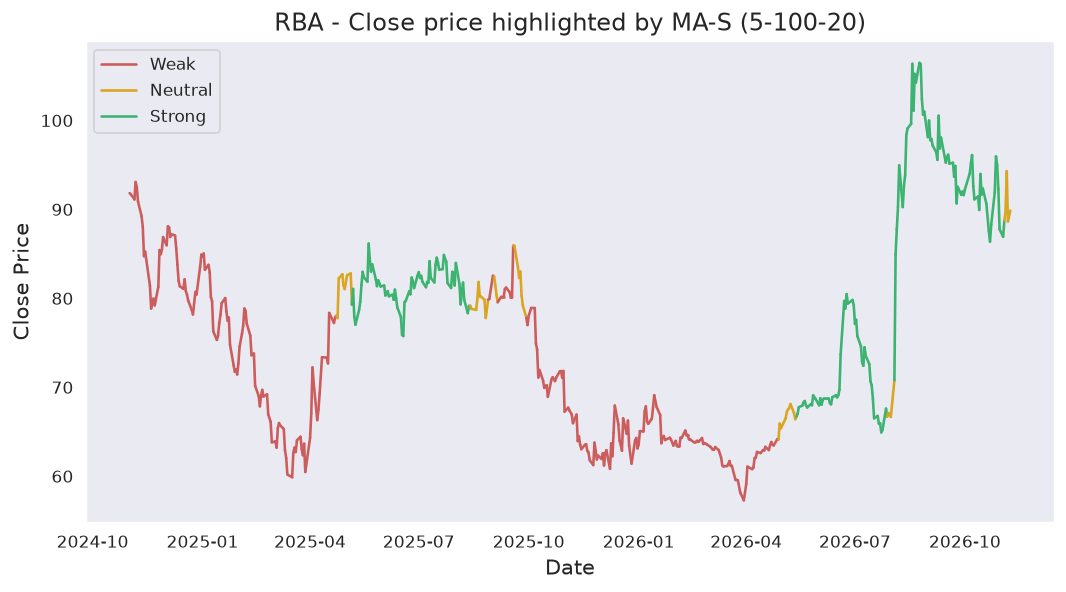 RBA - Close price highlighted by MA-S (5-100-20)
Weak
Neutral
Strong
100
90
80
70
60
Close Price
2024-10 2025-01 2025-04 2025-07 2025-10 2026-01 2026-04 2026-07 2026-10
Date